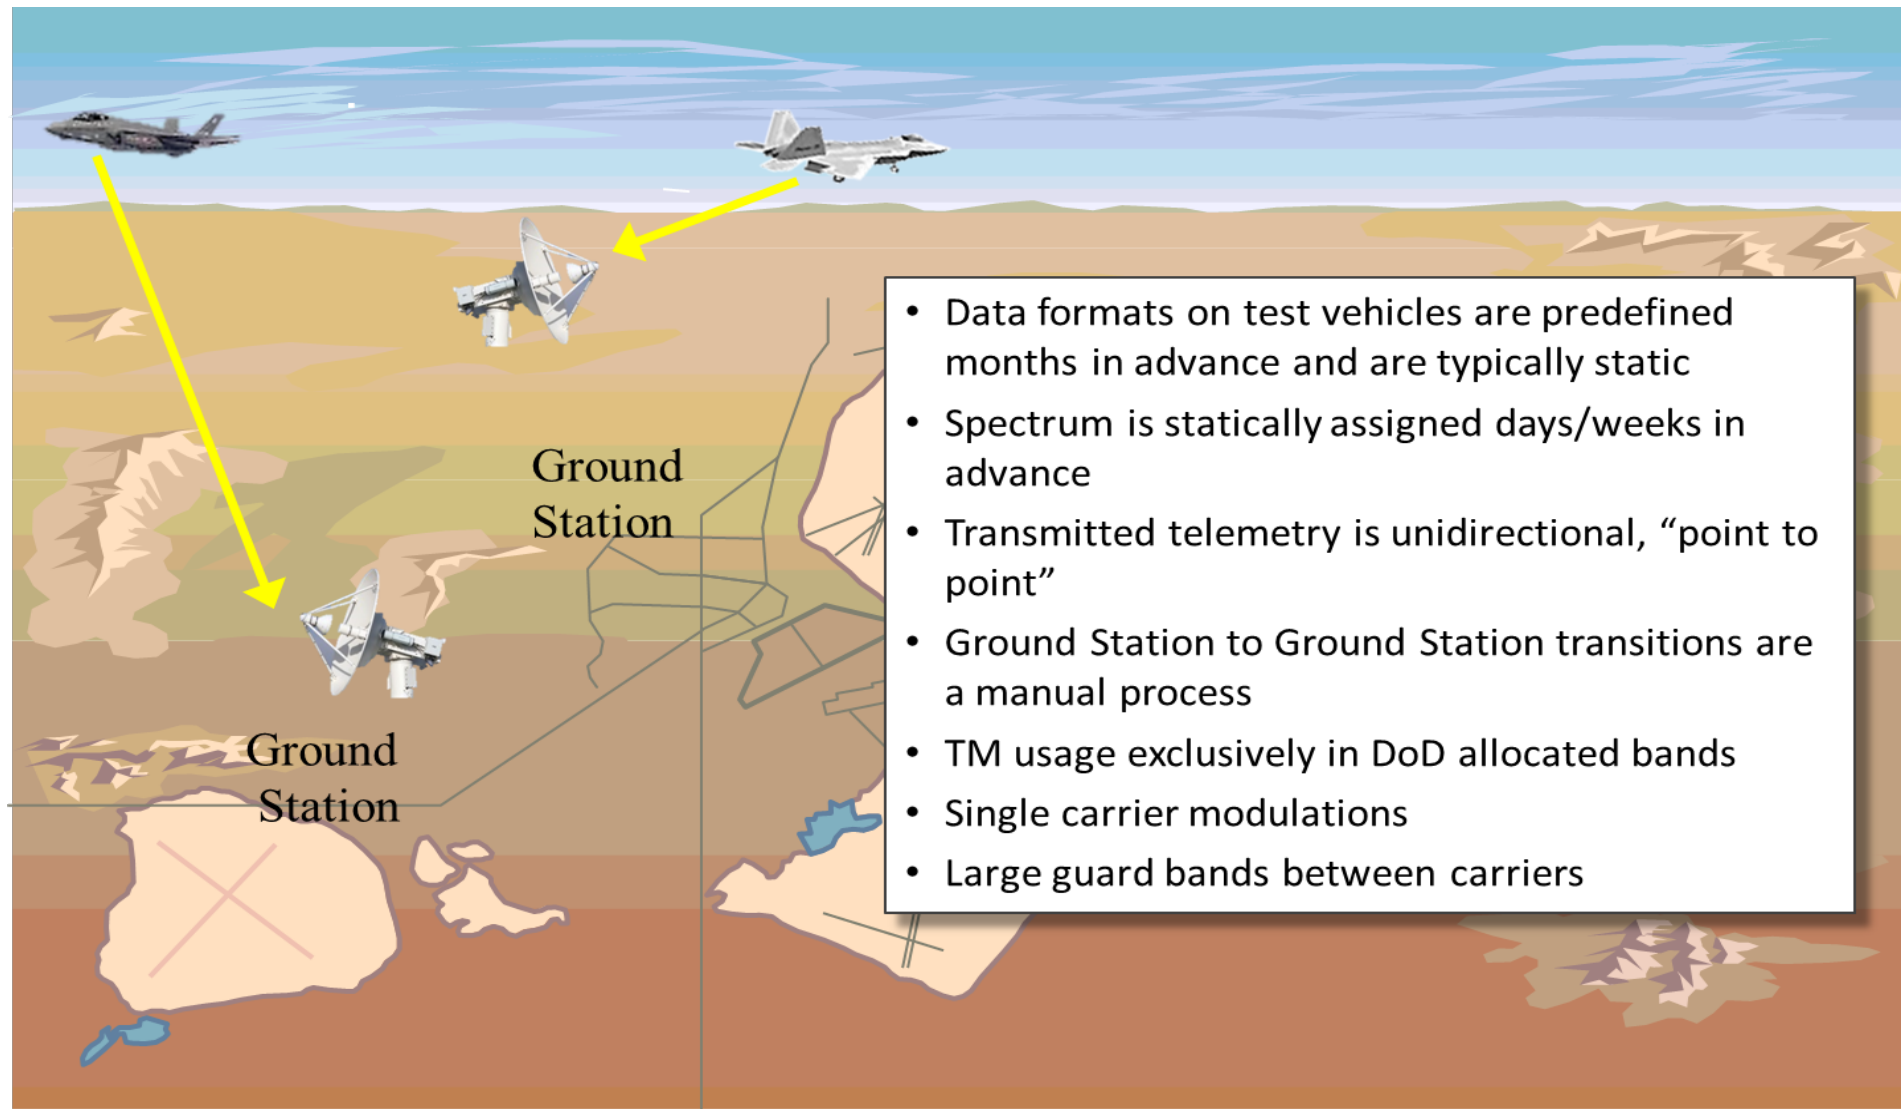 Ground
Station
Ground
Station
• Data formats on test vehicles are predefined
months in advance and are typically static
• Spectrum is statically assigned days/weeks in
advance
• Transmitted telemetry is unidirectional, “point to
point”
• Ground Station to Ground Station transitions are
a manual process
• TM usage exclusively in DoD allocated bands
• Single carrier modulations
• Large guard bands between carriers